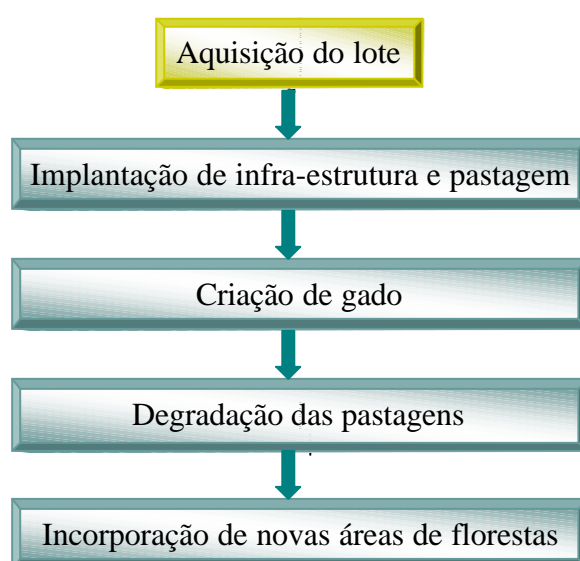 Aquisição do lote
Implantação de infra-estrutura e pastagem
Criação de gado
Degradação das pastagens
Incorporação de novas áreas de florestas